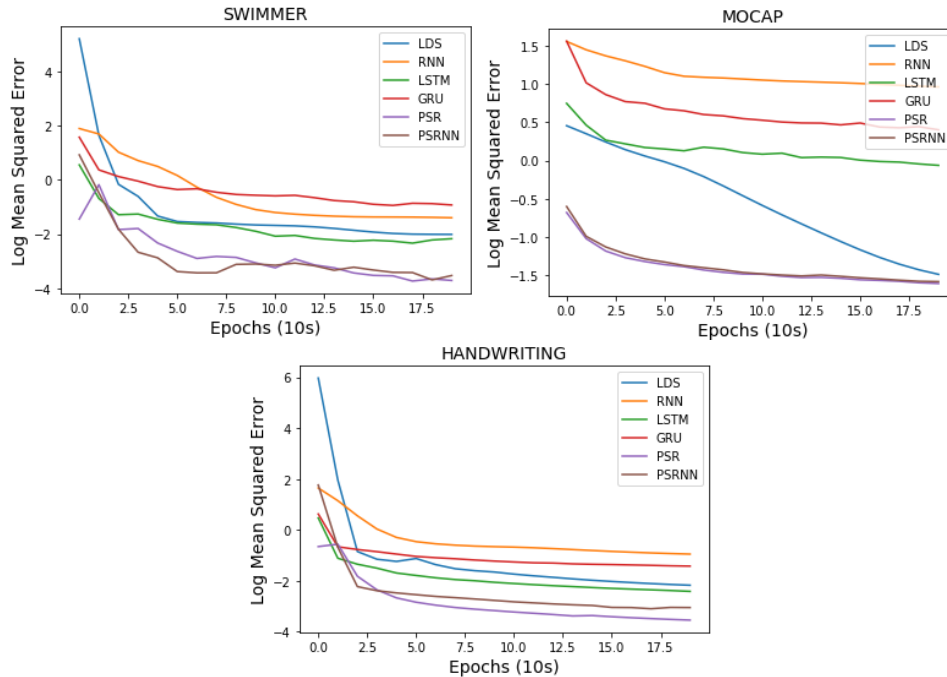 SWIMMER
Log Mean Squared Error
4
2
0
−2
−4
LDS
RNN
LSTM
GRU
PSR
PSRNN
0.0 2.5 5.0 7.5 10.0 12.5 15.0 17.5
Epochs (10s)
MOCAP
Log Mean Squared Error
1.5
1.0
0.5
0.0
−0.5
−1.0
−1.5
LDS
RNN
LSTM
GRU
PSR
PSRNN
0.0 2.5 5.0 7.5 10.0 12.5 15.0 17.5
Epochs (10s)
HANDWRITING
Log Mean Squared Error
6
4
2
0
−2
−4
LDS
RNN
LSTM
GRU
PSR
PSRNN
0.0 2.5 5.0 7.5 10.0 12.5 15.0 17.5
Epochs (10s)